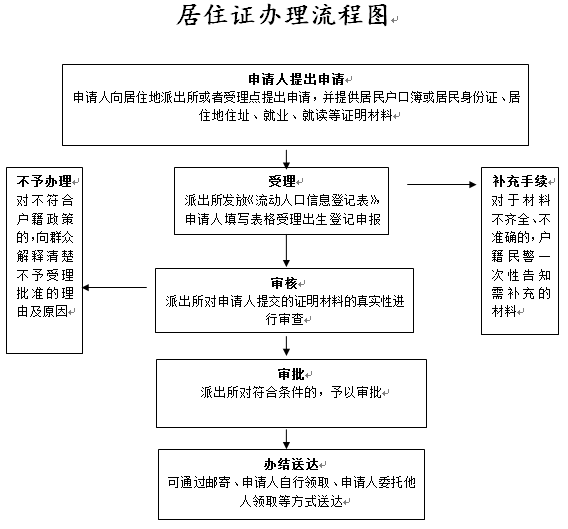 居住证办理流程图
申请人提出申请
申请人向居住地派出所或者受理点提出申请，并提供居民户口簿或居民身份证、居
住地住址、就业、就读等证明材料
不予办理
对不符合
户籍政策
的，向群众
解释清楚
不予受理
批准的理
由及原因
受理
派出所发放《流动人口信息登记表》，
申请人填写表格受理出生登记申报
补充手续
对于材料
不齐全、不
准确的，户
籍民警一
次性告知
需补充的
材料
审核
派出所对申请人提交的证明材料的真实性进
行审查
审批
派出所对符合条件的，予以审批
办结送达
可通过邮寄、申请人自行领取、申请人委托他
人领取等方式送达